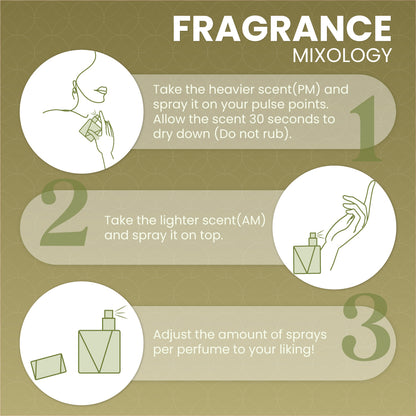 FRAGRANCE
MIXOLOGY
Take the heavier scent(PM) and
spray it on your pulse points.
Allow the scent 30 seconds to
dry down (Do not rub).
1
2
Take the lighter scent(AM)
and spray it on top.
Adjust the amount of sprays
per perfume to your liking!
3